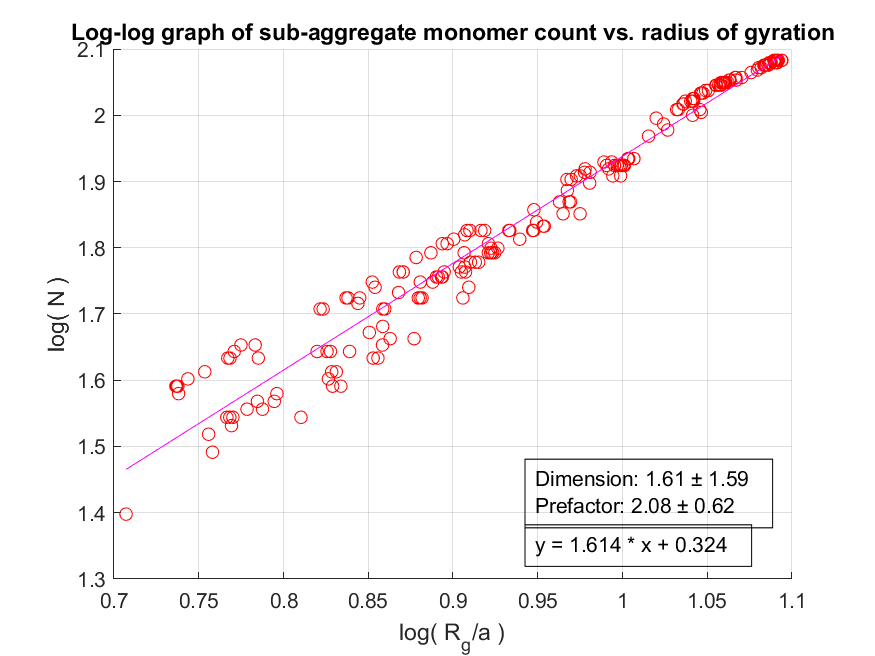 Log-log graph of sub-aggregate monomer count vs. radius of gyration
2.1
2
1.9
1.8
1.7
1.6
1.5
1.4
1.3
log( N )
Dimension: 1.61 ± 1.59
Prefactor: 2.08 ± 0.62
y = 1.614 * x + 0.324
0.7 0.75 0.8 0.85 0.9 0.95 1 1.05 1.1
log( R_g/a )